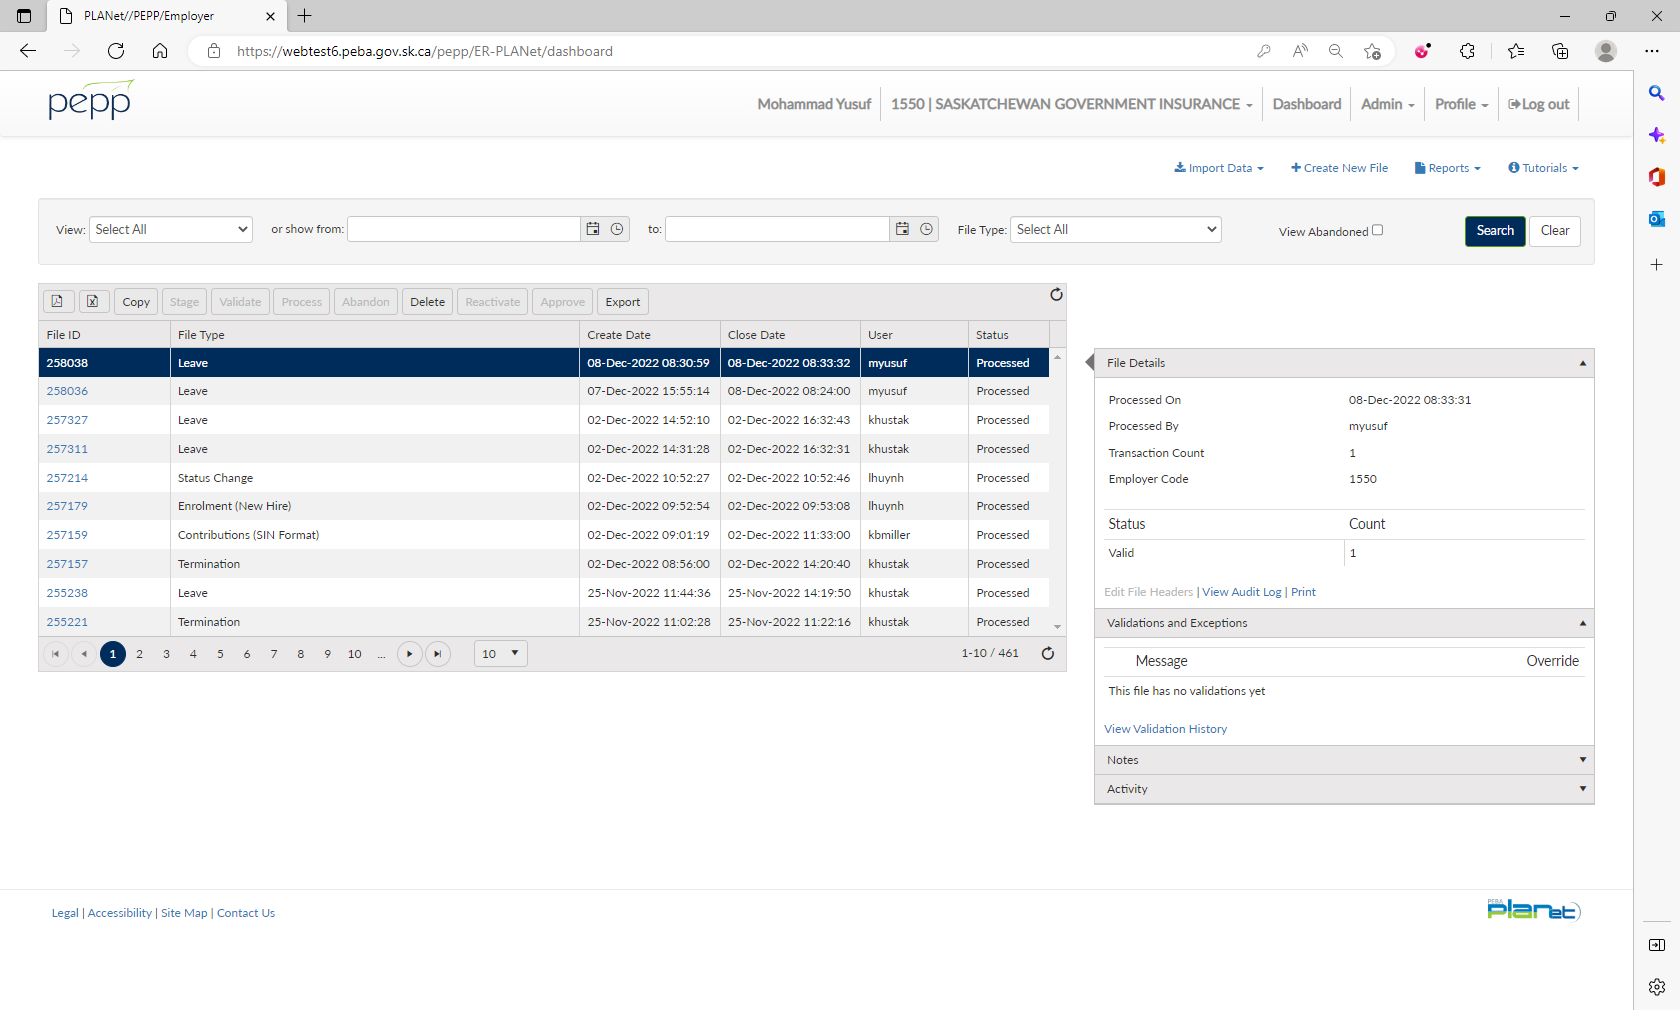 PLANet//PEPP/Employer
https://webtest6.peba.gov.sk.ca/pepp/ER-PLANet/dashboard
pepp
Mohammad Yusuf 1550 | SASKATCHEWAN GOVERNMENT INSURANCE Dashboard Admin Profile Log out
Import Data Create New File Reports Tutorials
View: Select All or show from: to: File Type: Select All View Abandoned Search Clear
Copy Stage Validate Process Abandon Delete Reactivate Approve Export
File ID File Type Create Date Close Date User Status
258038 Leave 08-Dec-2022 08:30:59 08-Dec-2022 08:33:32 myusuf Processed
258036 Leave 07-Dec-2022 15:55:14 08-Dec-2022 08:24:00 myusuf Processed
257327 Leave 02-Dec-2022 14:52:10 02-Dec-2022 16:32:43 khustak Processed
257311 Leave 02-Dec-2022 14:31:28 02-Dec-2022 16:32:31 khustak Processed
257214 Status Change 02-Dec-2022 10:52:27 02-Dec-2022 10:52:46 lhuynh Processed
257179 Enrolment (New Hire) 02-Dec-2022 09:52:54 02-Dec-2022 09:53:08 lhuynh Processed
257159 Contributions (SIN Format) 02-Dec-2022 09:01:19 02-Dec-2022 11:33:00 kbmiller Processed
257157 Termination 02-Dec-2022 08:56:00 02-Dec-2022 14:20:40 khustak Processed
255238 Leave 25-Nov-2022 11:44:36 25-Nov-2022 14:19:50 khustak Processed
255221 Termination 25-Nov-2022 11:02:28 25-Nov-2022 11:22:16 khustak Processed
1 2 3 4 5 6 7 8 9 10 ... 10 1-10 / 461
File Details
Processed On 08-Dec-2022 08:33:31
Processed By myusuf
Transaction Count 1
Employer Code 1550
Status Count
Valid 1
Edit File Headers | View Audit Log | Print
Validations and Exceptions
Message Override
This file has no validations yet
View Validation History
Notes
Activity
Legal | Accessibility | Site Map | Contact Us
PEBA
planet